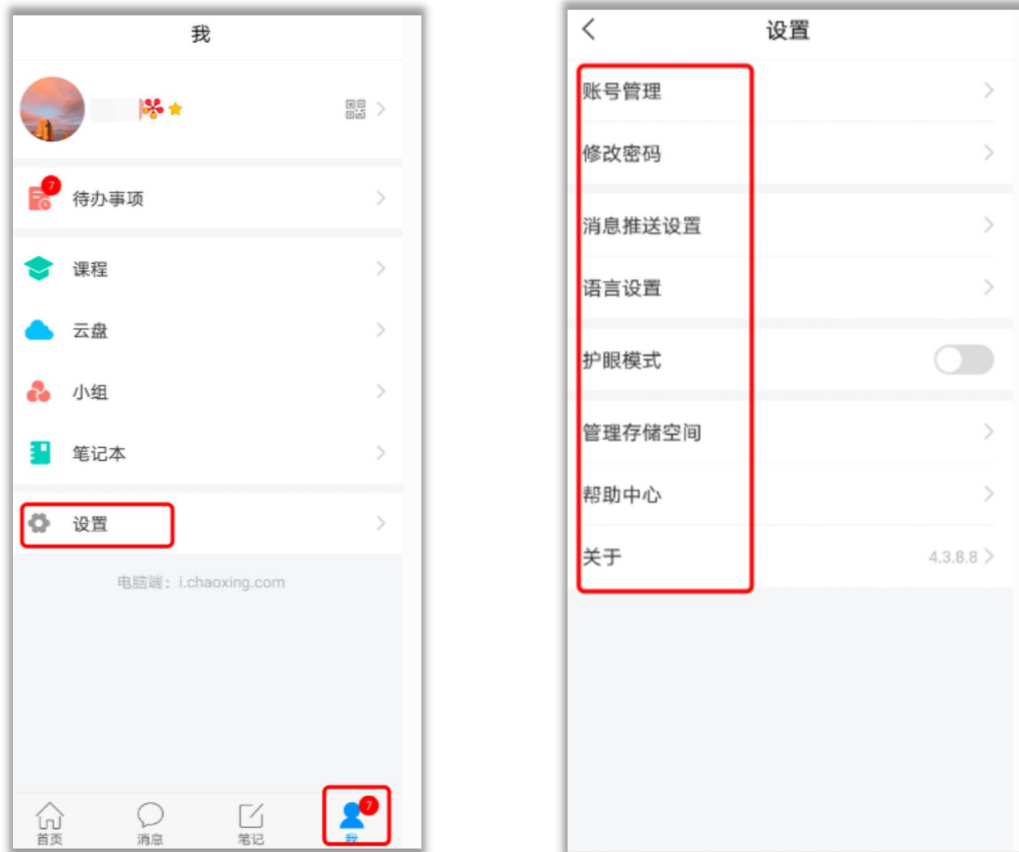 我
7
待办事项
课程
云盘
小组
笔记本
设置
电脑端：i.chaoxing.com
首页
消息
笔记
7
我
设置
账号管理
修改密码
消息推送设置
语言设置
护眼模式
管理存储空间
帮助中心
关于 4.3.8.8